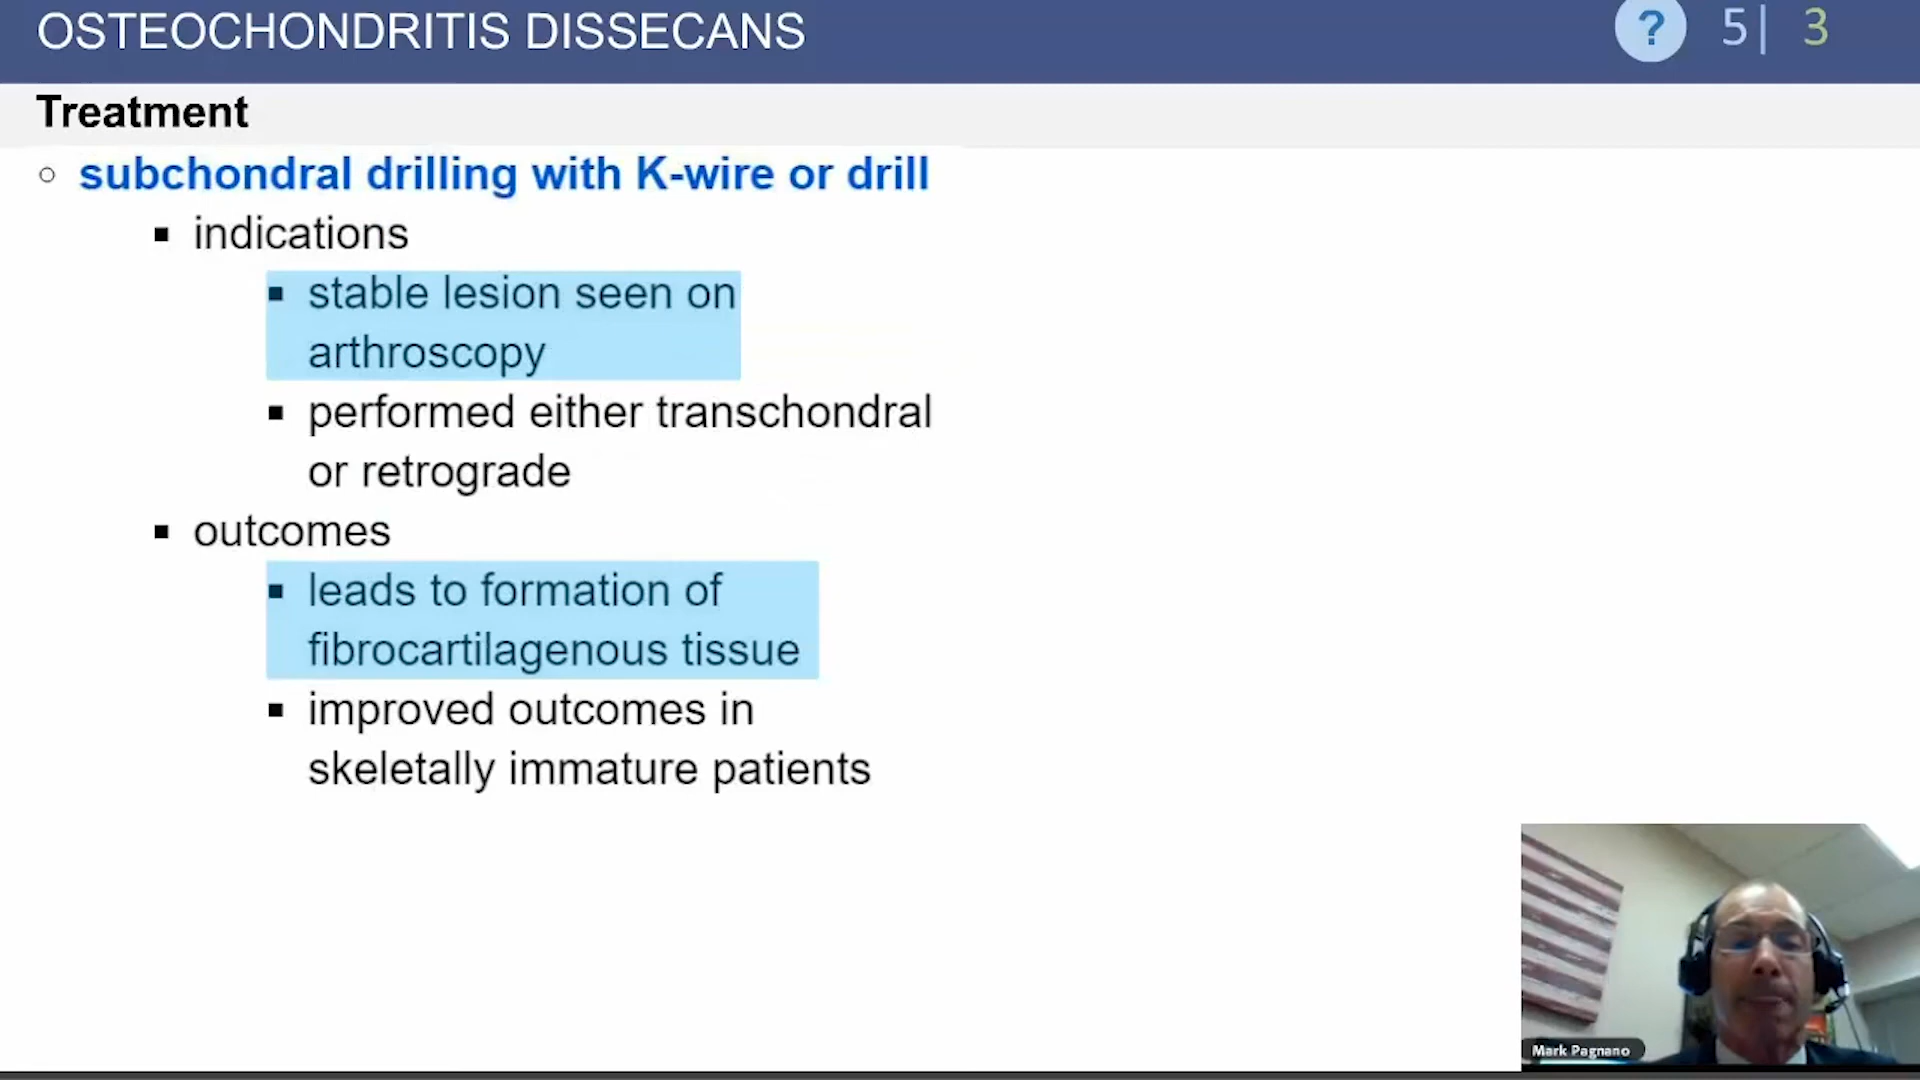 OSTEOCHONDRITIS DISSECANS
? 5| 3
Treatment
subchondral drilling with K-wire or drill
indications
stable lesion seen on
arthroscopy
performed either transchondral
or retrograde
outcomes
leads to formation of
fibrocartilagenous tissue
improved outcomes in
skeletally immature patients
Mark Pagnano